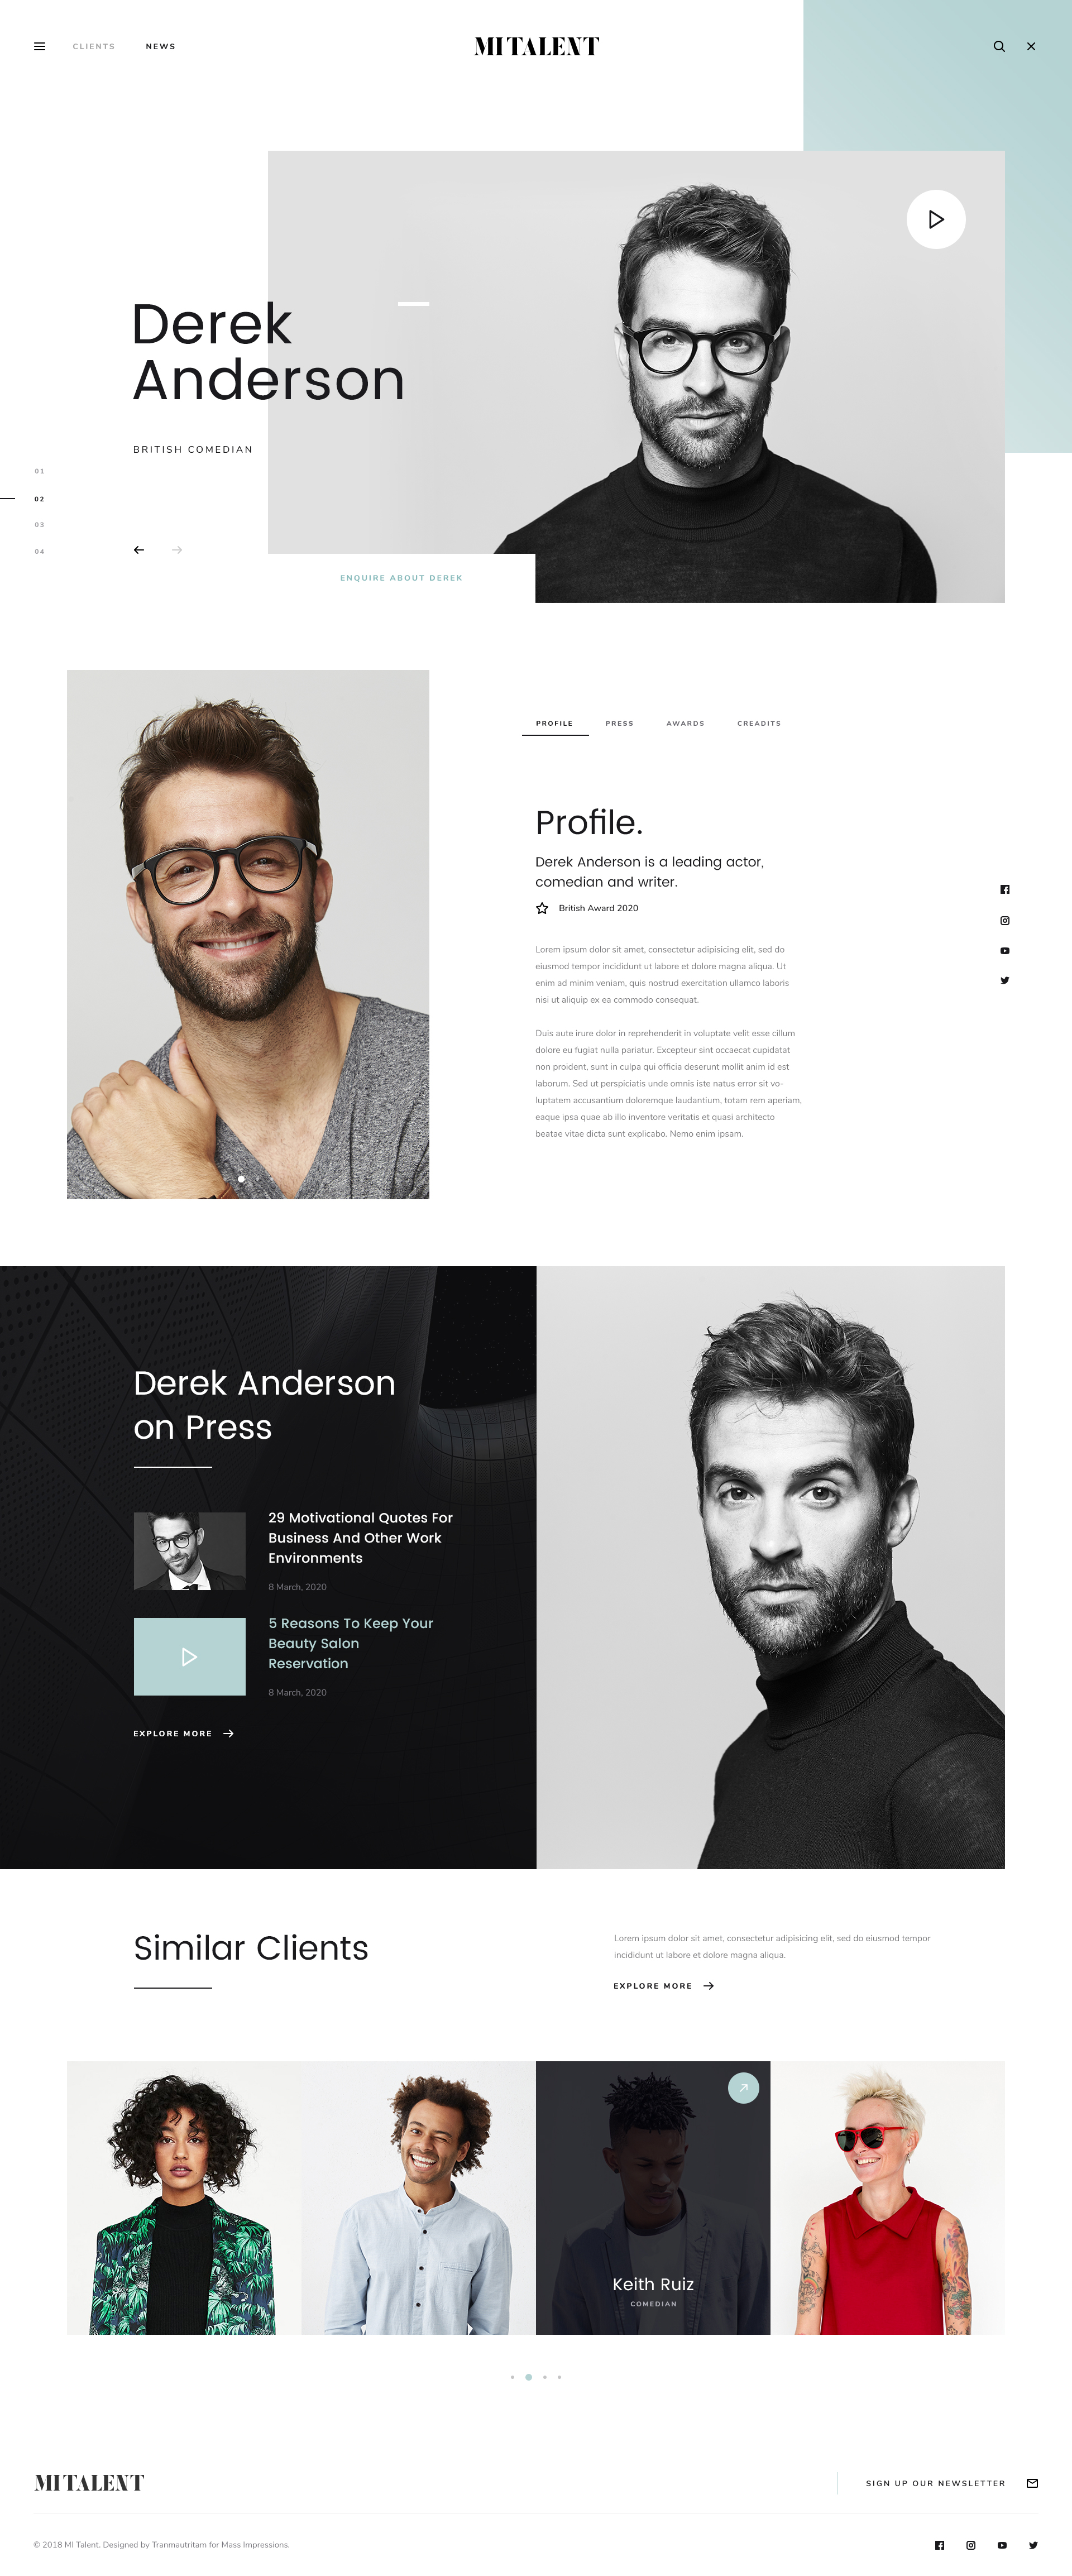 CLIENTS
NEWS
MI TALENT
Derek
Anderson
BRITISH COMEDIAN
01
02
03
04
ENQUIRE ABOUT DEREK
PROFILE
PRESS
AWARDS
CREADITS
Profile.
Derek Anderson is a leading actor,
comedian and writer.
British Award 2020
Lorem ipsum dolor sit amet, consectetur adipisicing elit, sed do
eiusmod tempor incididunt ut labore et dolore magna aliqua. Ut
enim ad minim veniam, quis nostrud exercitation ullamco laboris
nisi ut aliquip ex ea commodo consequat.
Duis aute irure dolor in reprehenderit in voluptate velit esse cillum
dolore eu fugiat nulla pariatur. Excepteur sint occaecat cupidatat
non proident, sunt in culpa qui officia deserunt mollit anim id est
laborum. Sed ut perspiciatis unde omnis iste natus error sit vo-
luptatem accusantium doloremque laudantium, totam rem aperiam,
eaque ipsa quae ab illo inventore veritatis et quasi architecto
beatae vitae dicta sunt explicabo. Nemo enim ipsam.
Derek Anderson
on Press
29 Motivational Quotes For
Business And Other Work
Environments
8 March, 2020
5 Reasons To Keep Your
Beauty Salon
Reservation
8 March, 2020
EXPLORE MORE
Similar Clients
Lorem ipsum dolor sit amet, consectetur adipisicing elit, sed do eiusmod tempor
incididunt ut labore et dolore magna aliqua.
EXPLORE MORE
Keith Ruiz
COMEDIAN
MI TALENT
SIGN UP OUR NEWSLETTER
© 2018 MI Talent. Designed by Tranmautritam for Mass Impressions.